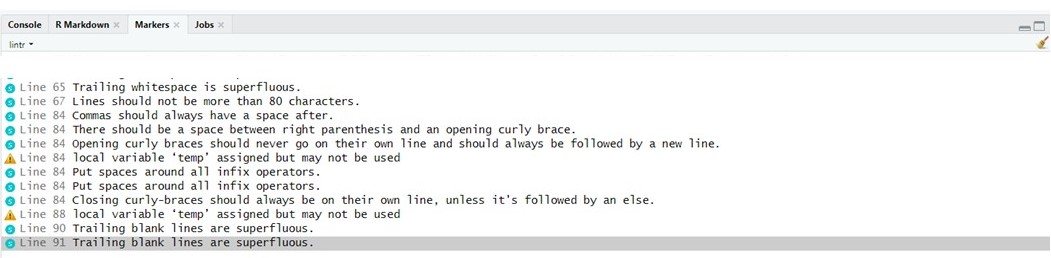 Console R Markdown Markers Jobs
lintr
Line 65 Trailing whitespace is superfluous.
Line 67 Lines should not be more than 80 characters.
Line 84 Commas should always have a space after.
Line 84 There should be a space between right parenthesis and an opening curly brace.
Line 84 Opening curly braces should never go on their own line and should always be followed by a new line.
Line 84 local variable ‘temp’ assigned but may not be used
Line 84 Put spaces around all infix operators.
Line 84 Put spaces around all infix operators.
Line 84 Closing curly-braces should always be on their own line, unless it's followed by an else.
Line 88 local variable ‘temp’ assigned but may not be used
Line 90 Trailing blank lines are superfluous.
Line 91 Trailing blank lines are superfluous.